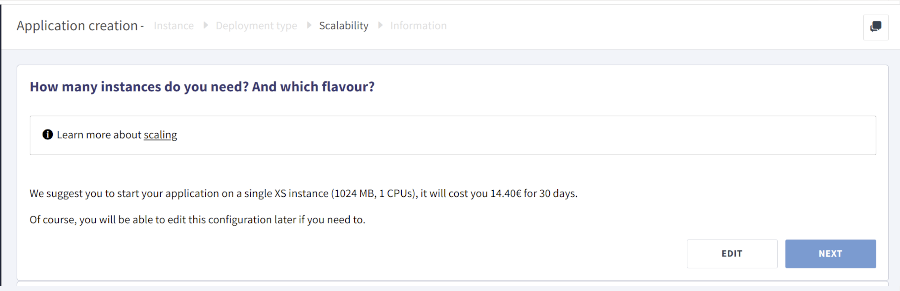 Application creation - Instance Deployment type Scalability Information
How many instances do you need? And which flavour?
Learn more about scaling
We suggest you to start your application on a single XS instance (1024 MB, 1 CPUs), it will cost you 14.40€ for 30 days.
Of course, you will be able to edit this configuration later if you need to.
EDIT NEXT